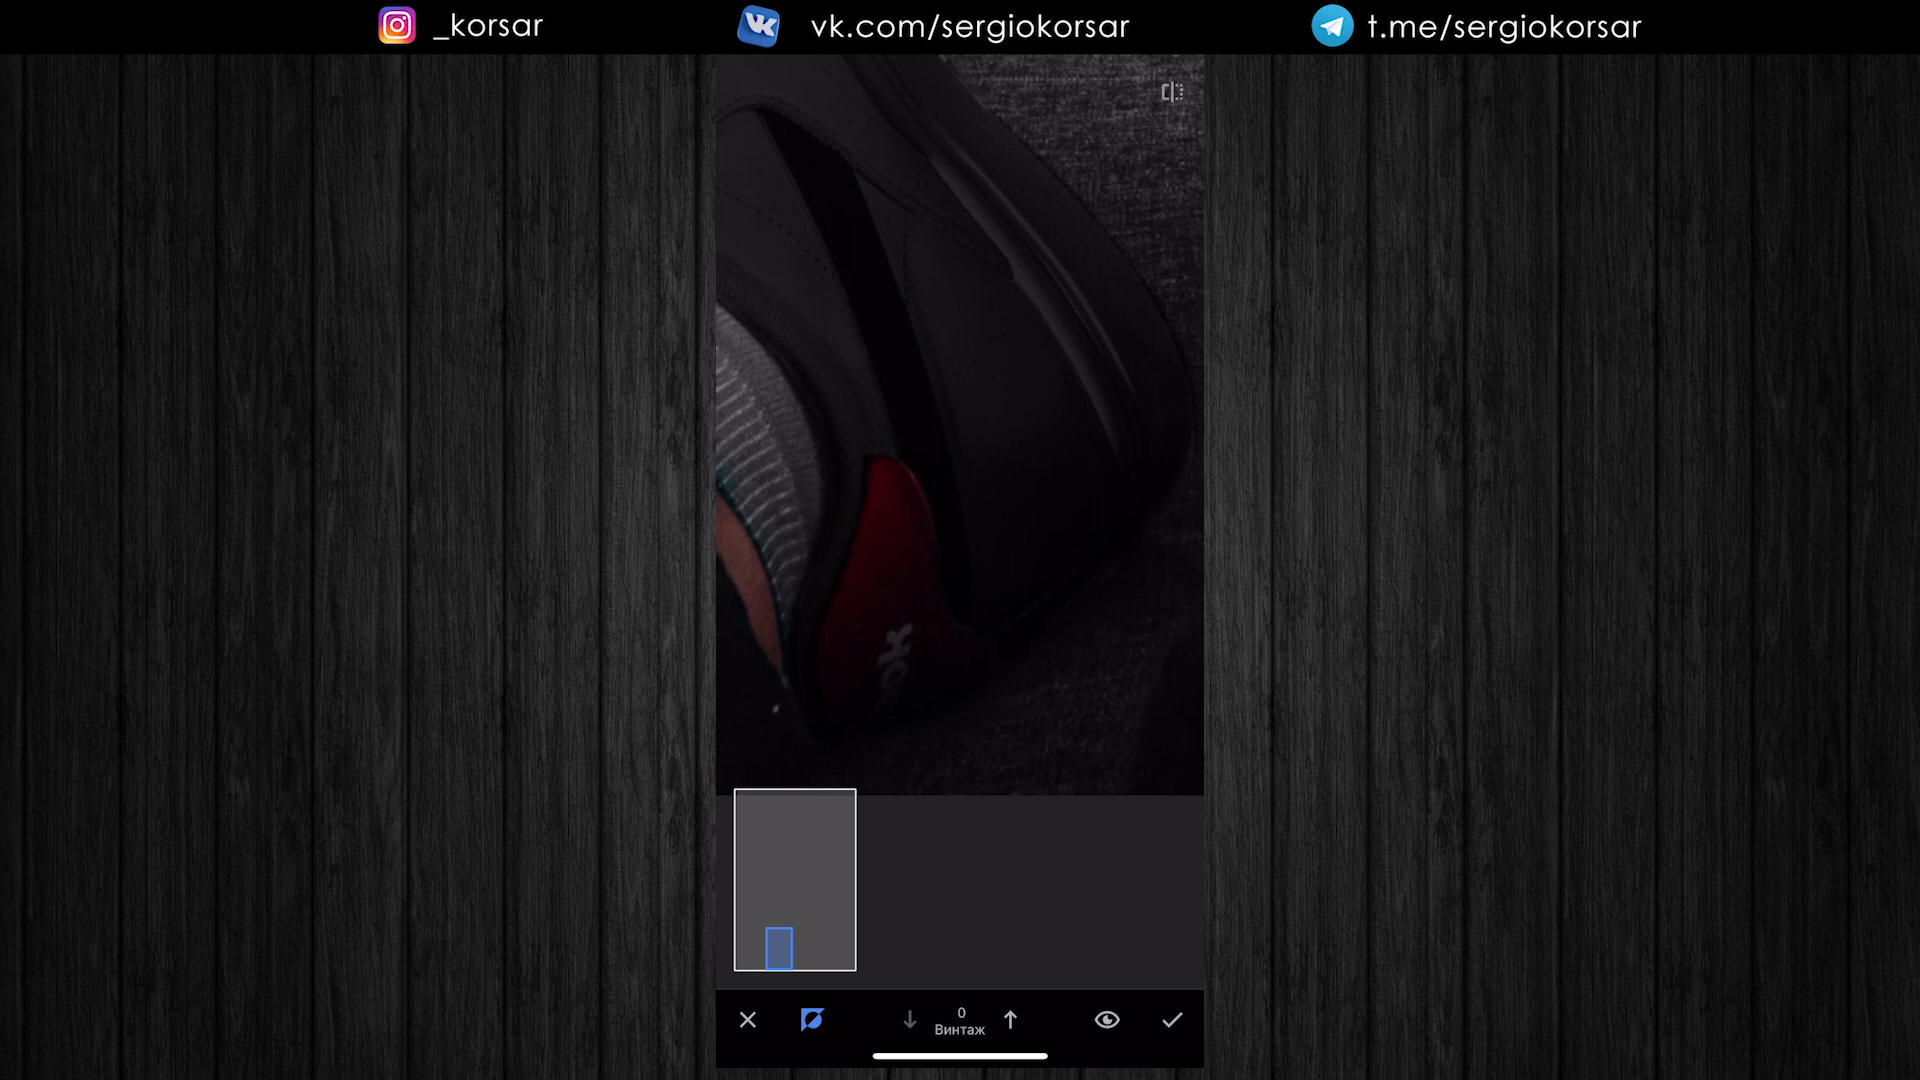 _korsar
vk.com/sergiokorsar
t.me/sergiokorsar
0
Винтаж